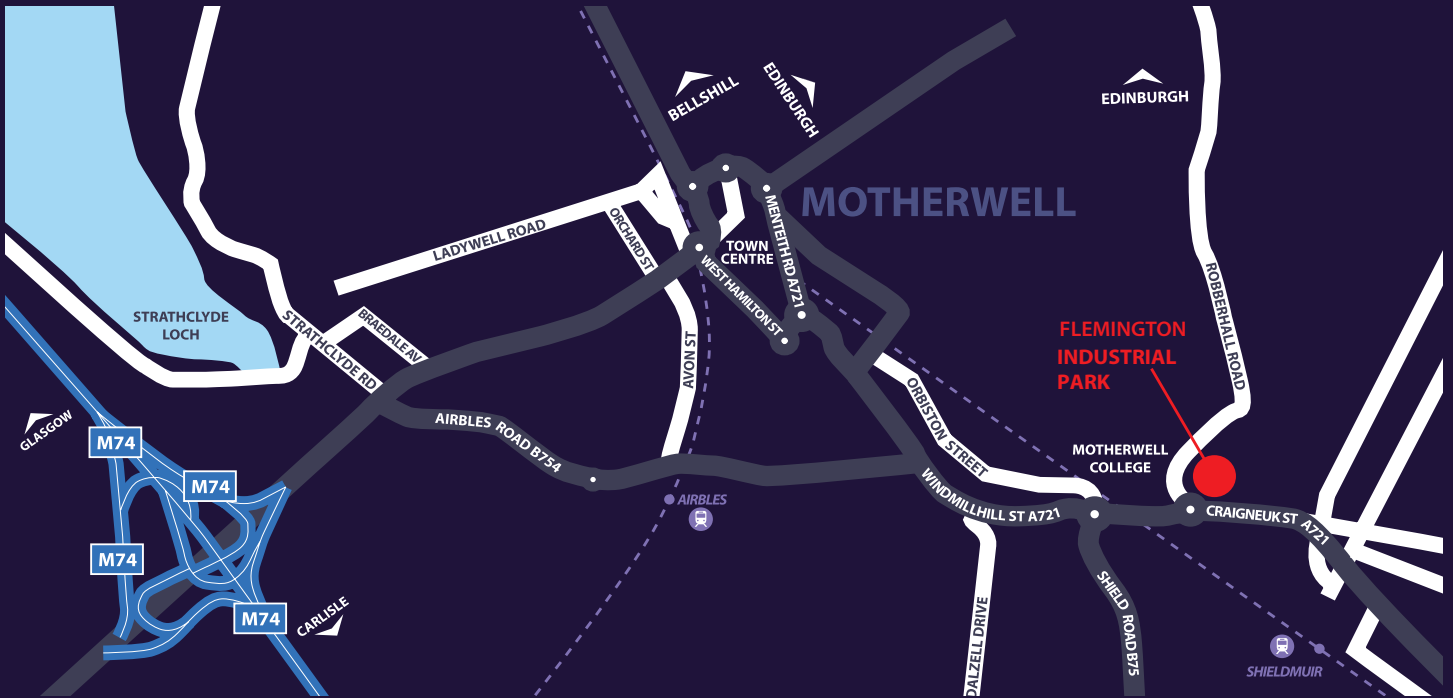 BELLSHILL
EDINBURGH
EDINBURGH
MOTHERWELL
LADYWELL ROAD
ORCHARD ST
TOWN
CENTRE
MENTEITH RD A721
WEST HAMILTON ST
STRATHCLYDE
LOCH
STRATHCLYDE RD
BRAEDALE AV
AVON ST
ROBBERHALL ROAD
FLEMINGTON
INDUSTRIAL
PARK
GLASGOW
M74
M74
M74
M74
CARLISLE
AIRBLES ROAD B754
ORBISTON STREET
MOTHERWELL
COLLEGE
AIRBLES
WINDMILLHILL ST A721
CRAIGNEUK ST A721
DALZELL DRIVE
SHIELD ROAD B75
SHIELDMUIR